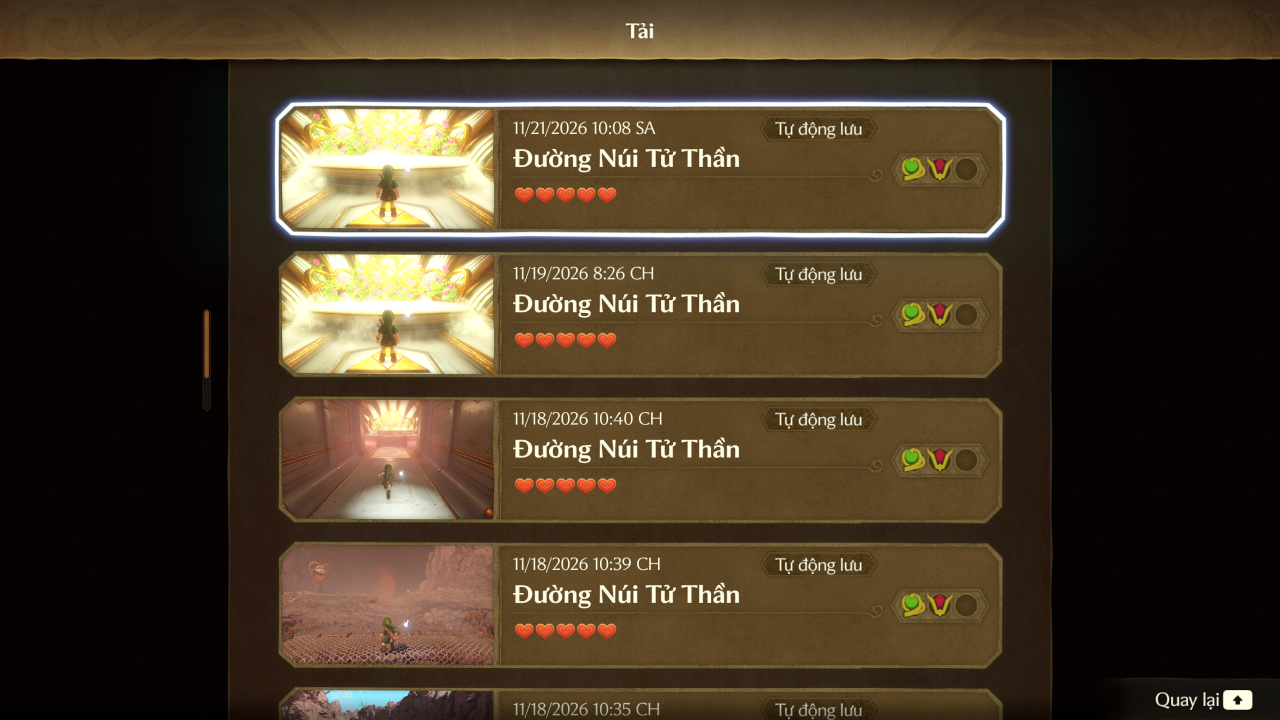 Tải
11/21/2026 10:08 SA
Tự động lưu
Đường Núi Tử Thần
11/19/2026 8:26 CH
Tự động lưu
Đường Núi Tử Thần
11/18/2026 10:40 CH
Tự động lưu
Đường Núi Tử Thần
11/18/2026 10:39 CH
Tự động lưu
Đường Núi Tử Thần
11/18/2026 10:35 CH
Tự động lưu
Quay lại